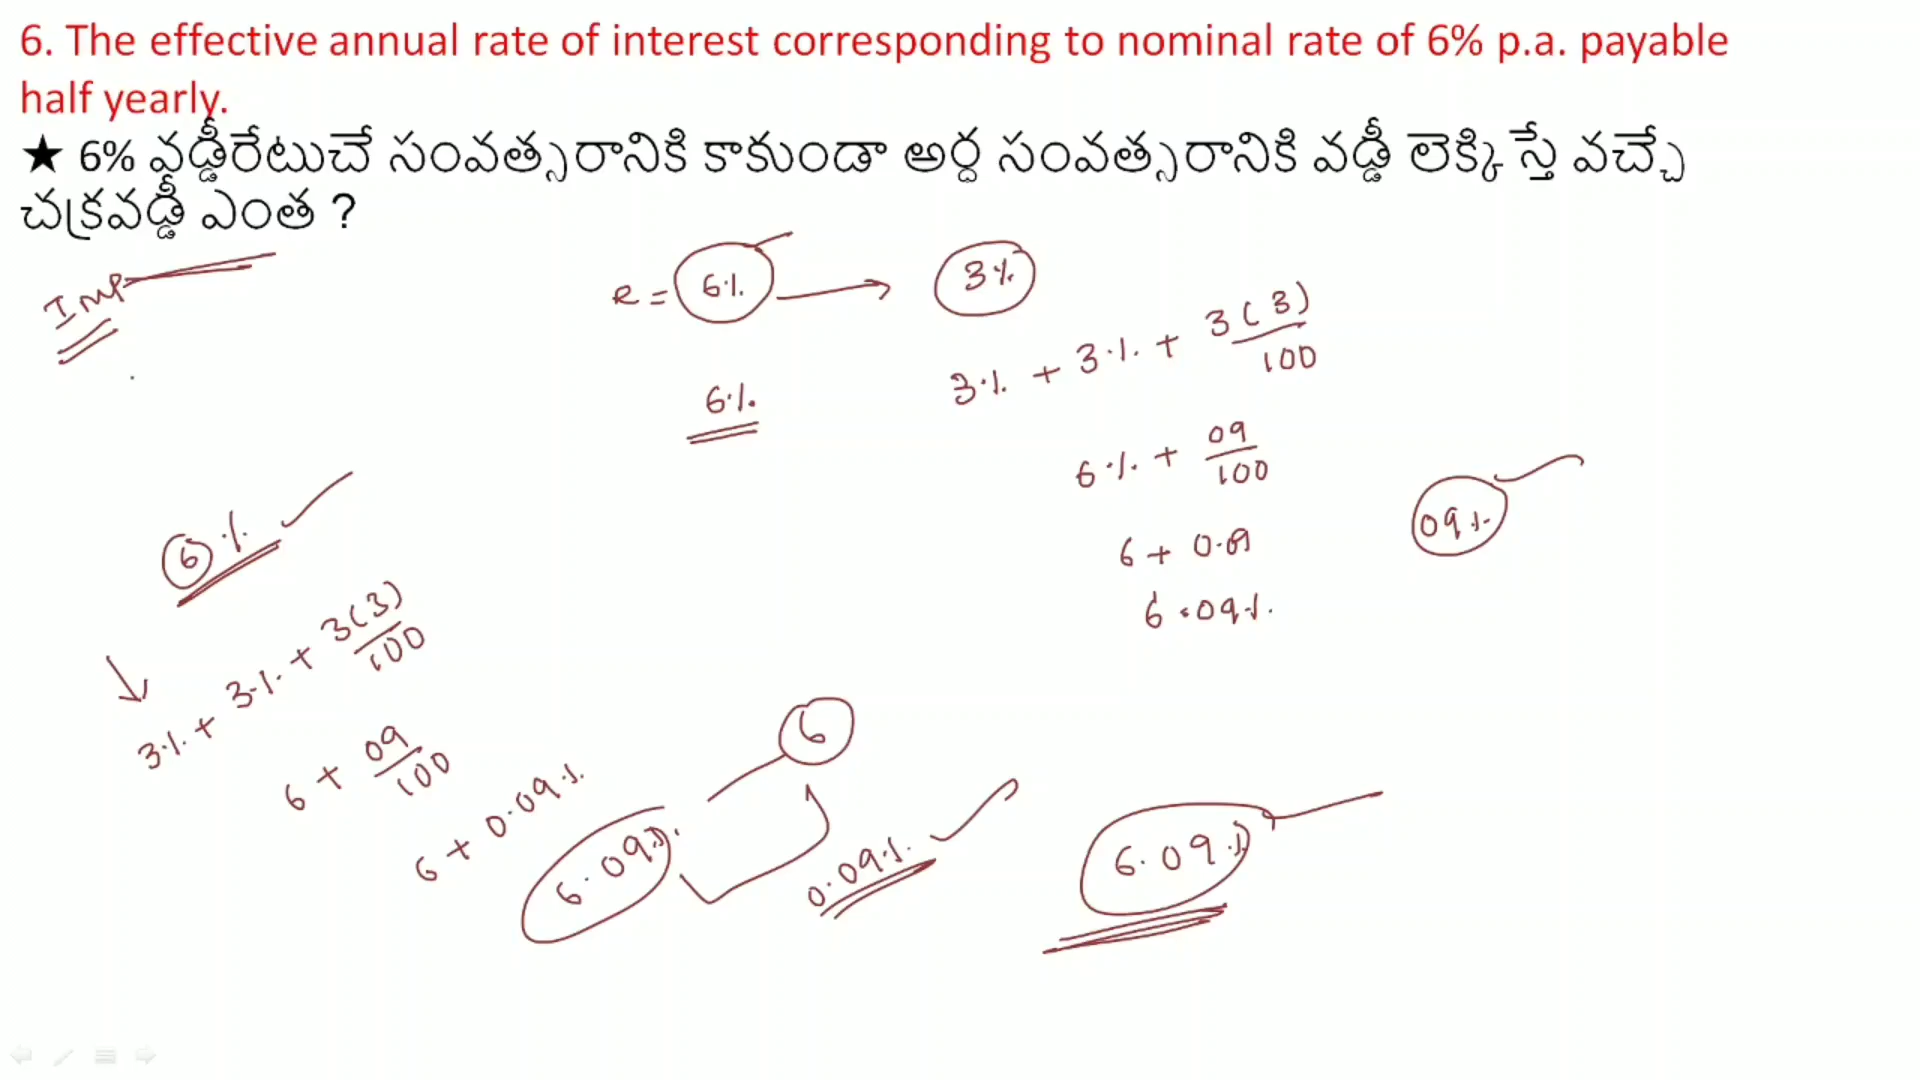 6. The effective annual rate of interest corresponding to nominal rate of 6% p.a. payable
half yearly.
★ 6% వడ్డీరేటుచే సంవత్సరానికి కాకుండా అర్ధ సంవత్సరానికి వడ్డీ లెక్కిస్తే వచ్చే
చక్రవడ్డీ ఎంత ?
Imp
R = 6% → 3%
3% + 3% + 3(3)/100
6%
6% + 09/100
09%
6 + 0.09
6.09%
6%
3% + 3% + 3(3)/100
6 + 09/100
6 + 0.09%
6.09%
6
0.09%
6.09%